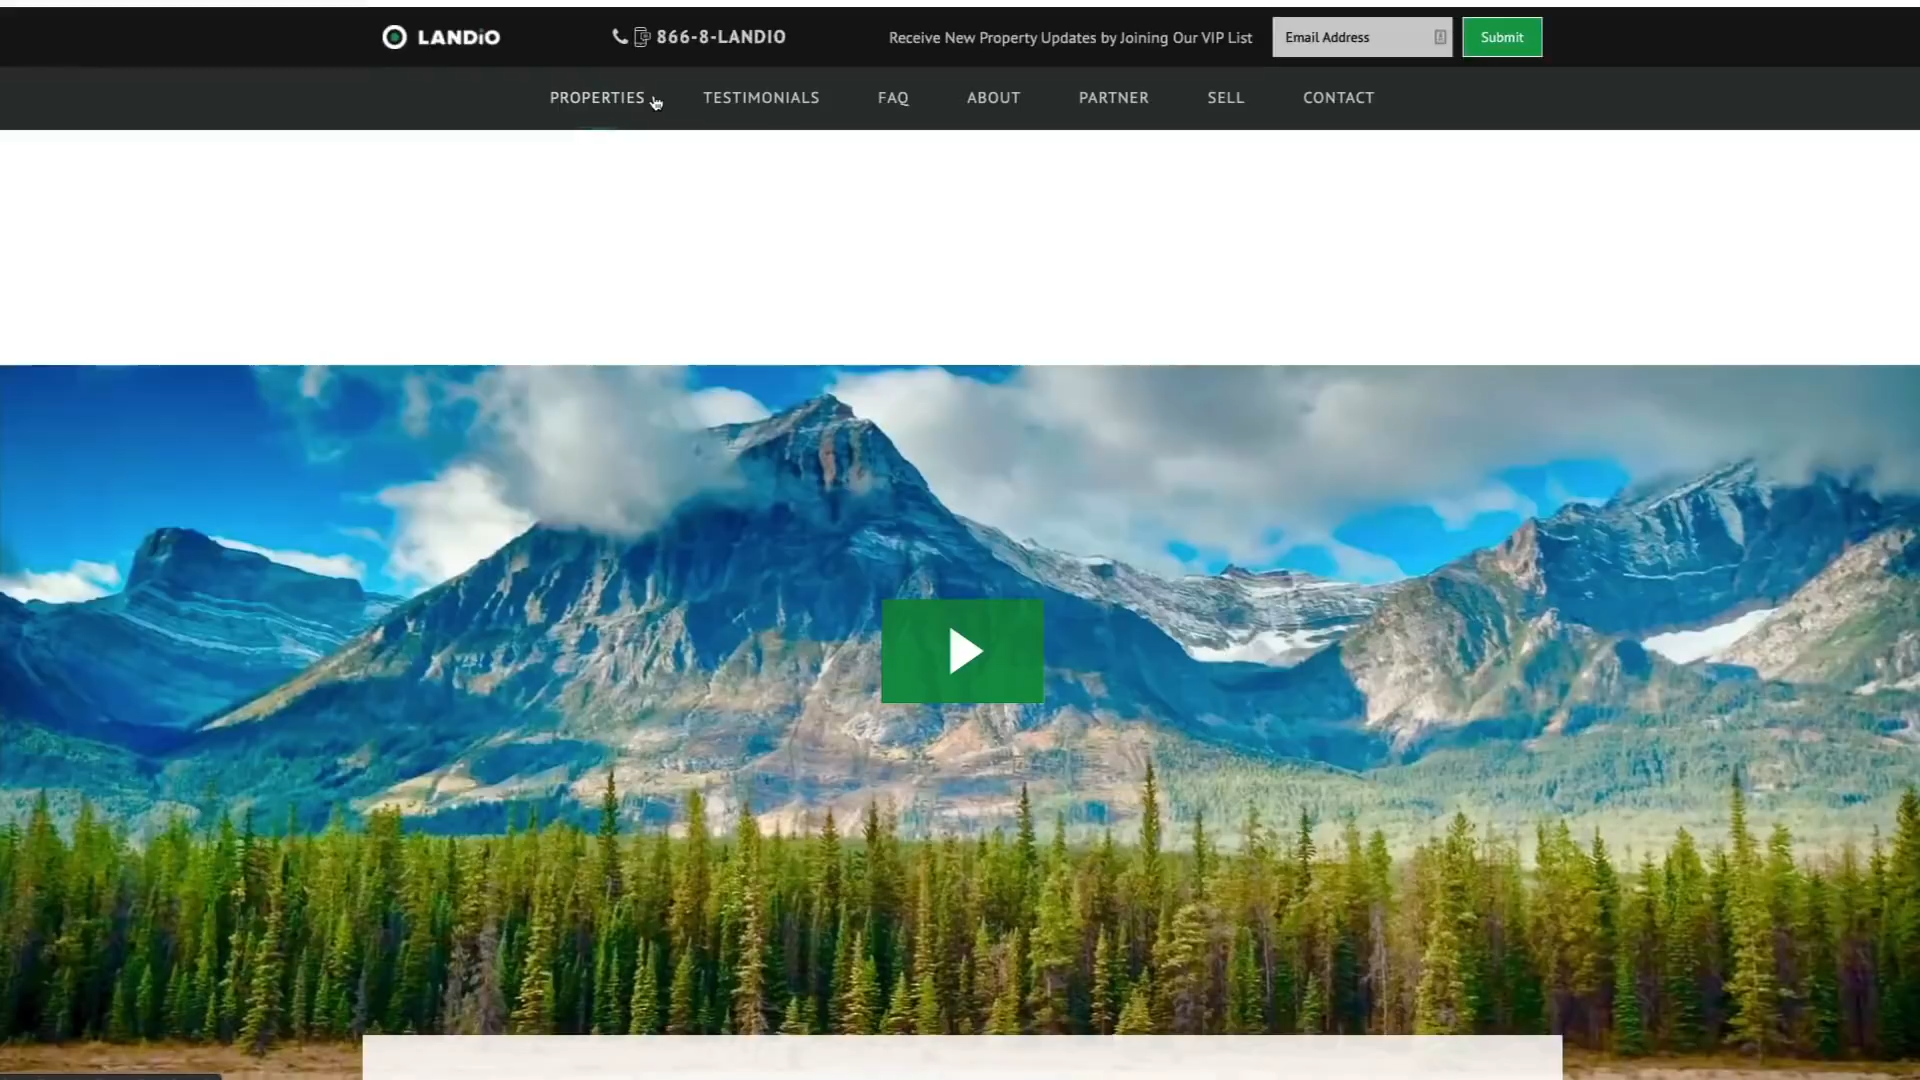 LANDiO
866-8-LANDIO
Receive New Property Updates by Joining Our VIP List
Email Address
Submit
PROPERTIES
TESTIMONIALS
FAQ
ABOUT
PARTNER
SELL
CONTACT